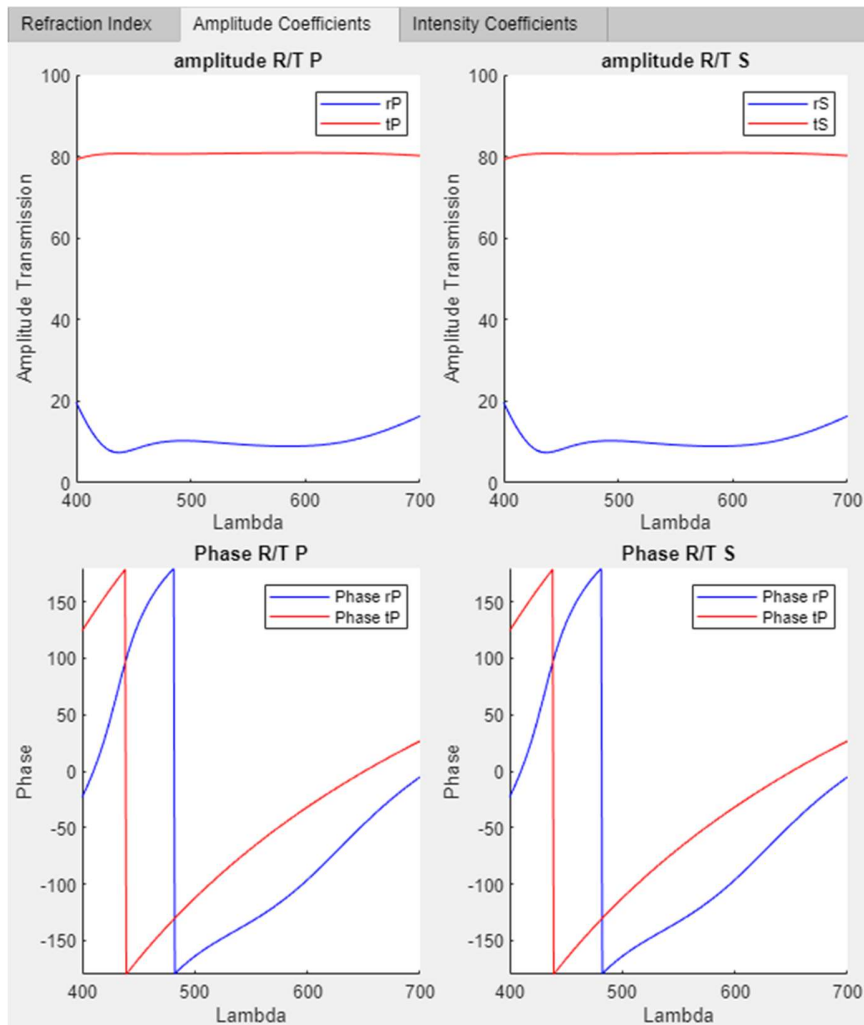 Refraction Index
Amplitude Coefficients
Intensity Coefficients
amplitude R/T P
100
80
60
40
20
0
Amplitude Transmission
rP
tP
400
500
600
700
Lambda
amplitude R/T S
100
80
60
40
20
0
Amplitude Transmission
rS
tS
400
500
600
700
Lambda
Phase R/T P
150
100
50
0
-50
-100
-150
Phase
Phase rP
Phase tP
400
500
600
700
Lambda
Phase R/T S
150
100
50
0
-50
-100
-150
Phase
Phase rP
Phase tP
400
500
600
700
Lambda